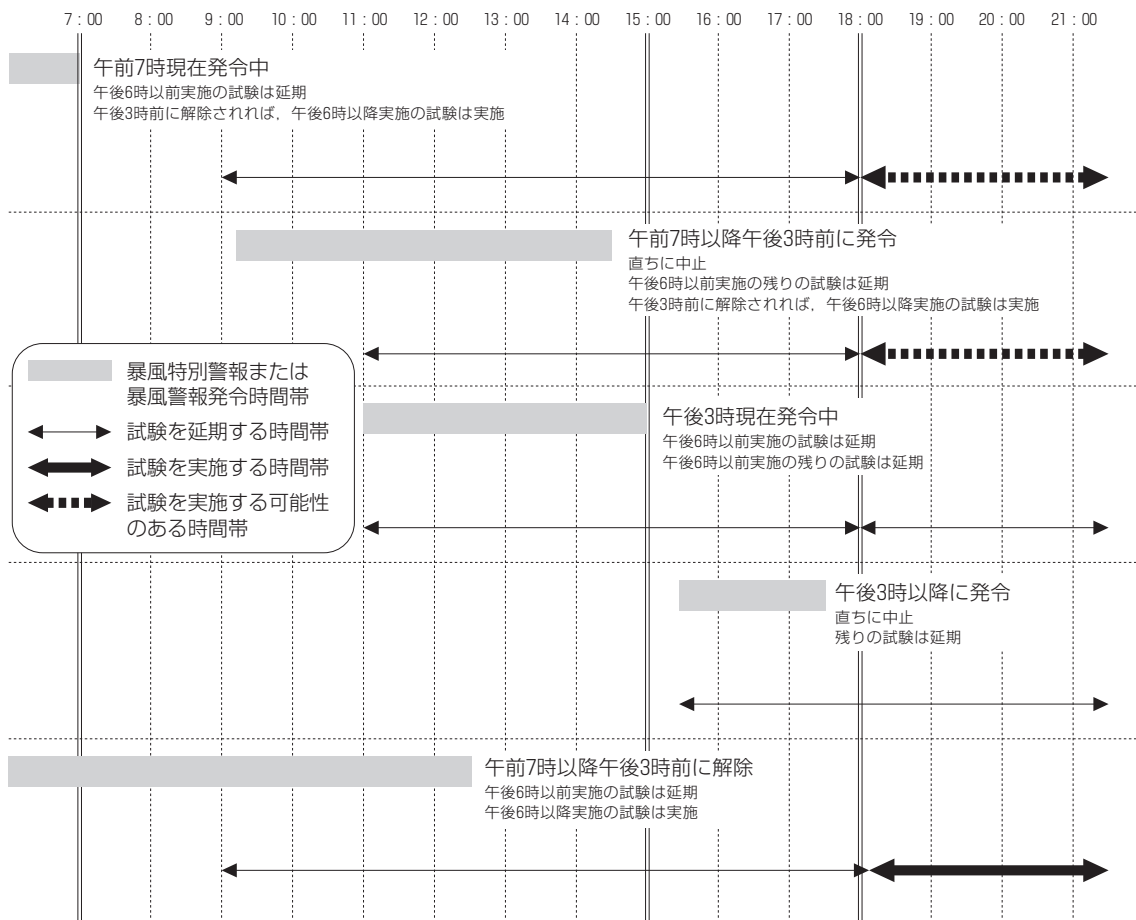 7：00 8：00 9：00 10：00 11：00 12：00 13：00 14：00 15：00 16：00 17：00 18：00 19：00 20：00 21：00
午前7時現在発令中
午後6時以前実施の試験は延期
午後3時前に解除されれば，午後6時以降実施の試験は実施
午前7時以降午後3時前に発令
直ちに中止
午後6時以前実施の残りの試験は延期
午後3時前に解除されれば，午後6時以降実施の試験は実施
暴風特別警報または
暴風警報発令時間帯
試験を延期する時間帯
試験を実施する時間帯
試験を実施する可能性
のある時間帯
午後3時現在発令中
午後6時以前実施の試験は延期
午後6時以前実施の残りの試験は延期
午後3時以降に発令
直ちに中止
残りの試験は延期
午前7時以降午後3時前に解除
午後6時以前実施の試験は延期
午後6時以降実施の試験は実施